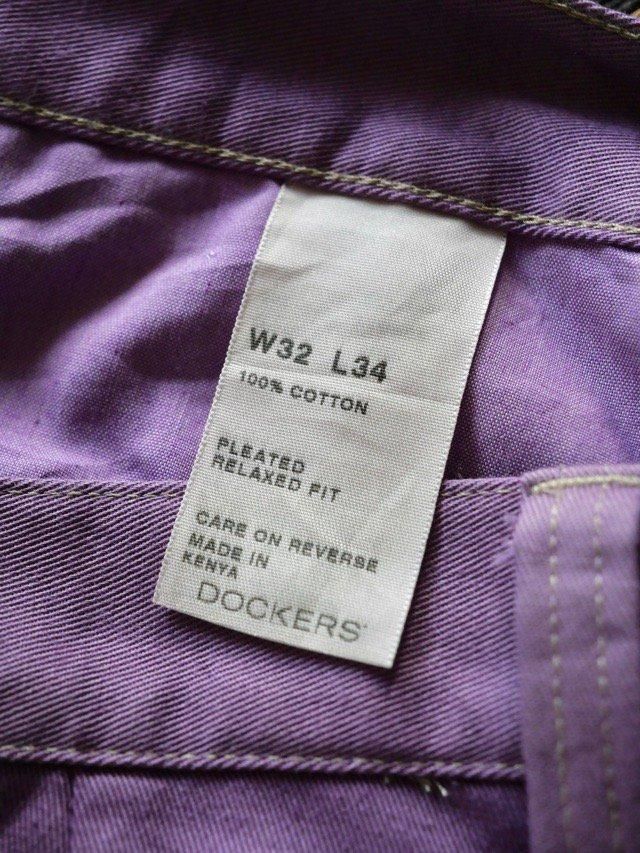 W32 L34
100% COTTON
PLEATED
RELAXED FIT
CARE ON REVERSE
MADE IN
KENYA
DOCKERS®